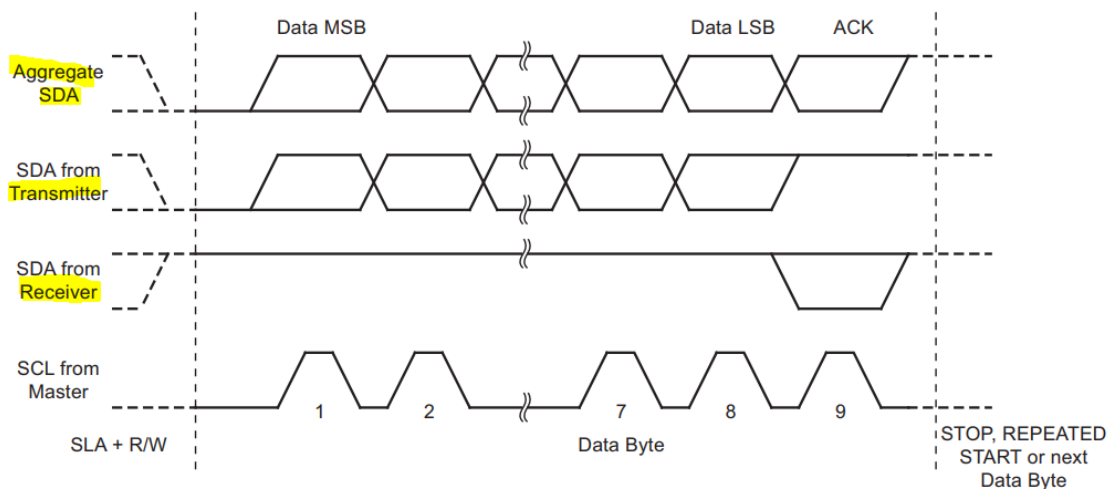 Data MSB
Data LSB
ACK
Aggregate
SDA
SDA from
Transmitter
SDA from
Receiver
SCL from
Master
1
2
7
8
9
SLA + R/W
Data Byte
STOP, REPEATED
START or next
Data Byte